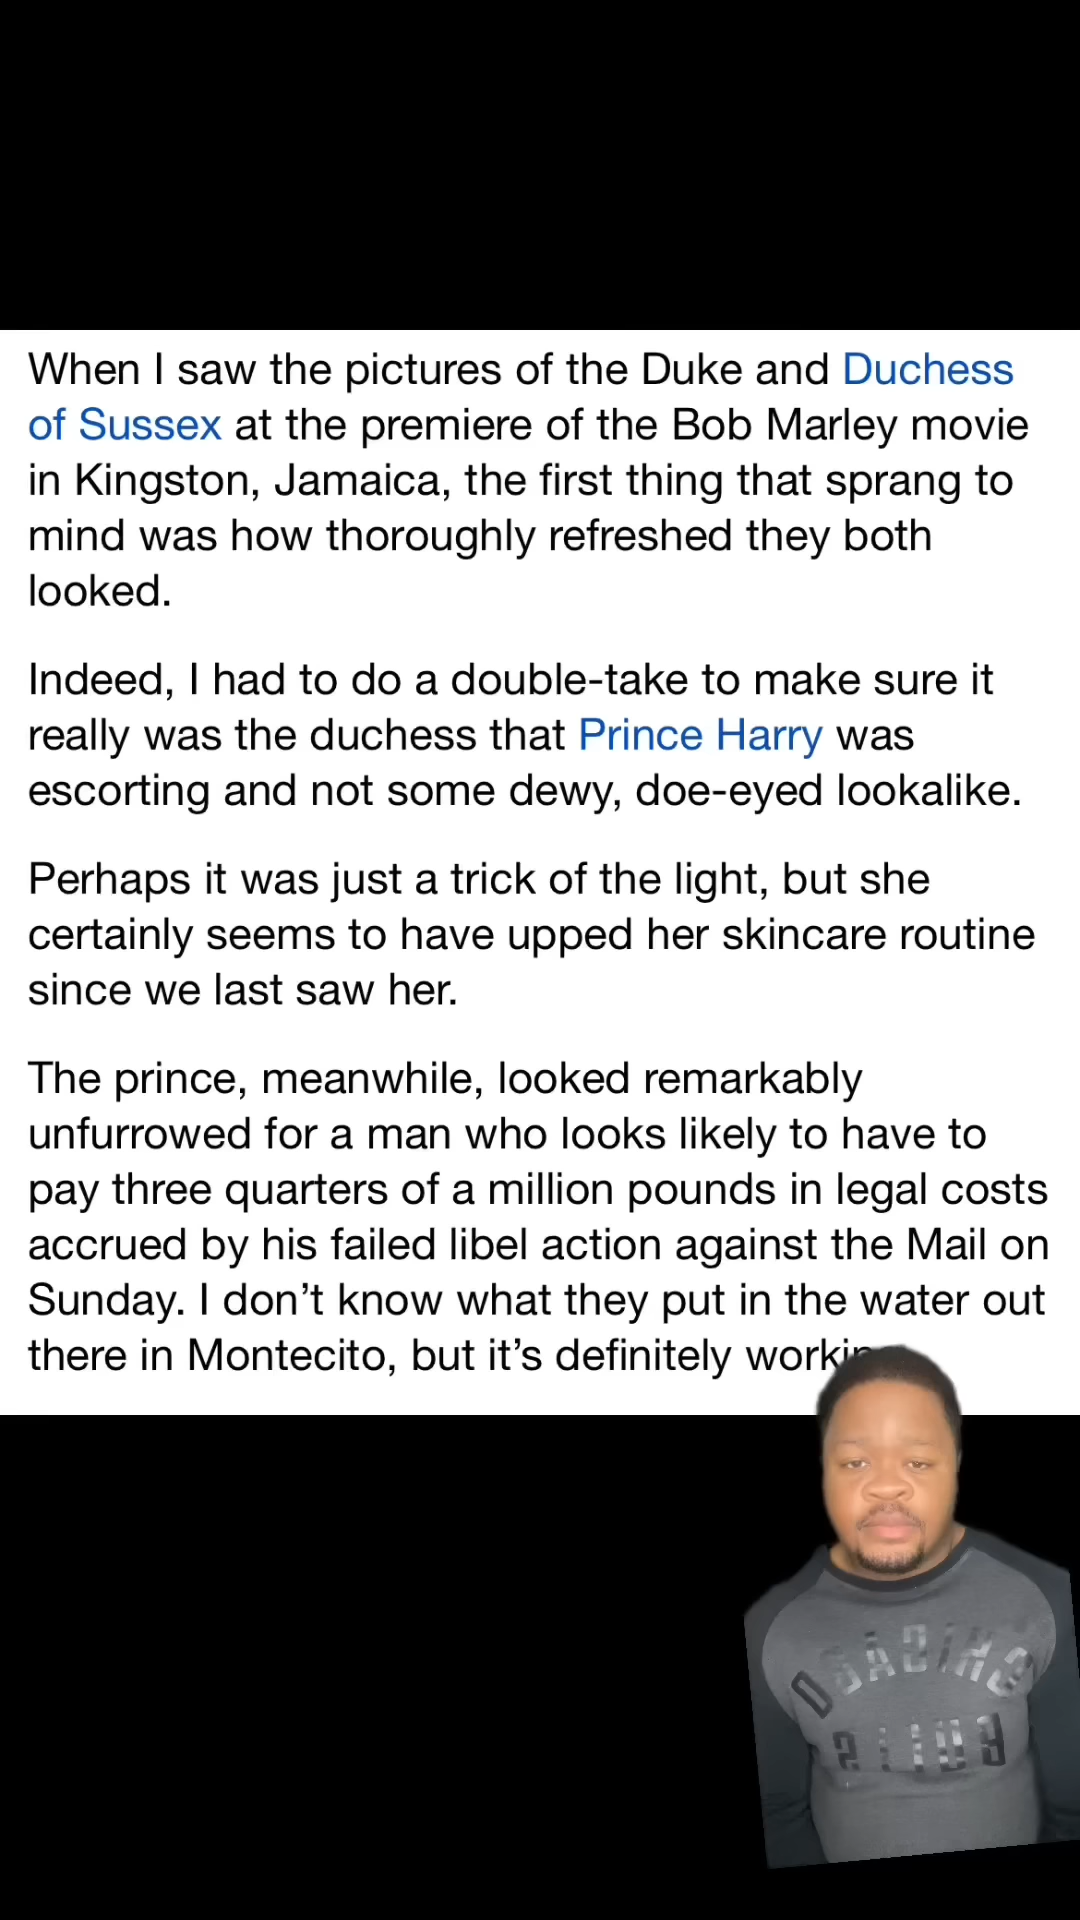 When I saw the pictures of the Duke and Duchess
of Sussex at the premiere of the Bob Marley movie
in Kingston, Jamaica, the first thing that sprang to
mind was how thoroughly refreshed they both
looked.
Indeed, I had to do a double-take to make sure it
really was the duchess that Prince Harry was
escorting and not some dewy, doe-eyed lookalike.
Perhaps it was just a trick of the light, but she
certainly seems to have upped her skincare routine
since we last saw her.
The prince, meanwhile, looked remarkably
unfurrowed for a man who looks likely to have to
pay three quarters of a million pounds in legal costs
accrued by his failed libel action against the Mail on
Sunday. I don’t know what they put in the water out
there in Montecito, but it’s definitely
CHICAGO
BULLS